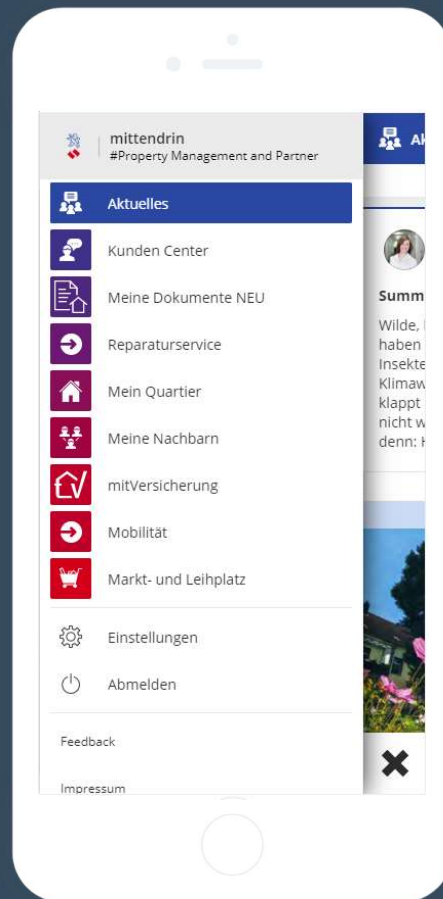 mittendrin
#Property Management and Partner
Aktuelles
Kunden Center
Meine Dokumente NEU
Reparaturservice
Mein Quartier
Meine Nachbarn
mitVersicherung
Mobilität
Markt- und Leihplatz
Einstellungen
Abmelden
Feedback
Impressum
Summ
Wilde,
haben
Insekte
Klimaw
klappt
nicht w
denn: H